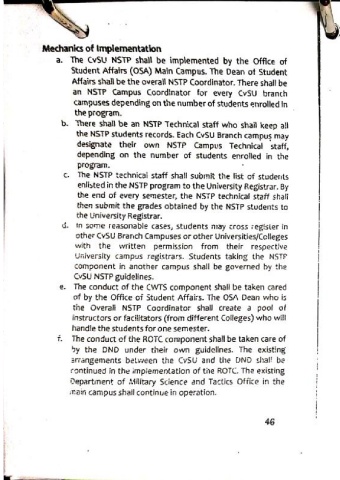 Mechanics of Implementation
a. The CvSU NSTP shall be implemented by the Office of
Student Affairs (OSA) Main Campus. The Dean of Student
Affairs shall be the overall NSTP Coordinator. There shall be
an NSTP Campus Coordinator for every CvSU branch
campuses depending on the number of students enrolled in
the program.
b. There shall be an NSTP Technical staff who shall keep all
the NSTP students records. Each CvSU Branch campus may
designate their own NSTP Campus Technical staff,
depending on the number of students enrolled in the
program.
c. The NSTP technical staff shall submit the list of students
enlisted in the NSTP program to the University Registrar. By
the end of every semester, the NSTP technical staff shall
then submit the grades obtained by the NSTP students to
the University Registrar.
d. In some reasonable cases, students may cross register in
other CvSU Branch Campuses or other Universities/Colleges
with the written permission from their respective
University campus registrars. Students taking the NSTP
component in another campus shall be governed by the
CvSU NSTP guidelines.
e. The conduct of the CWTS component shall be taken cared
of by the Office of Student Affairs. The OSA Dean who is
the Overall NSTP Coordinator shall create a pool of
instructors or facilitators (from different Colleges) who will
handle the students for one semester.
f. The conduct of the ROTC component shall be taken care of
by the DND under their own guidelines. The existing
arrangements between the CvSU and the DND shall be
continued in the implementation of the ROTC. The existing
Department of Military Science and Tactics Office in the
main campus shall continue in operation.
46